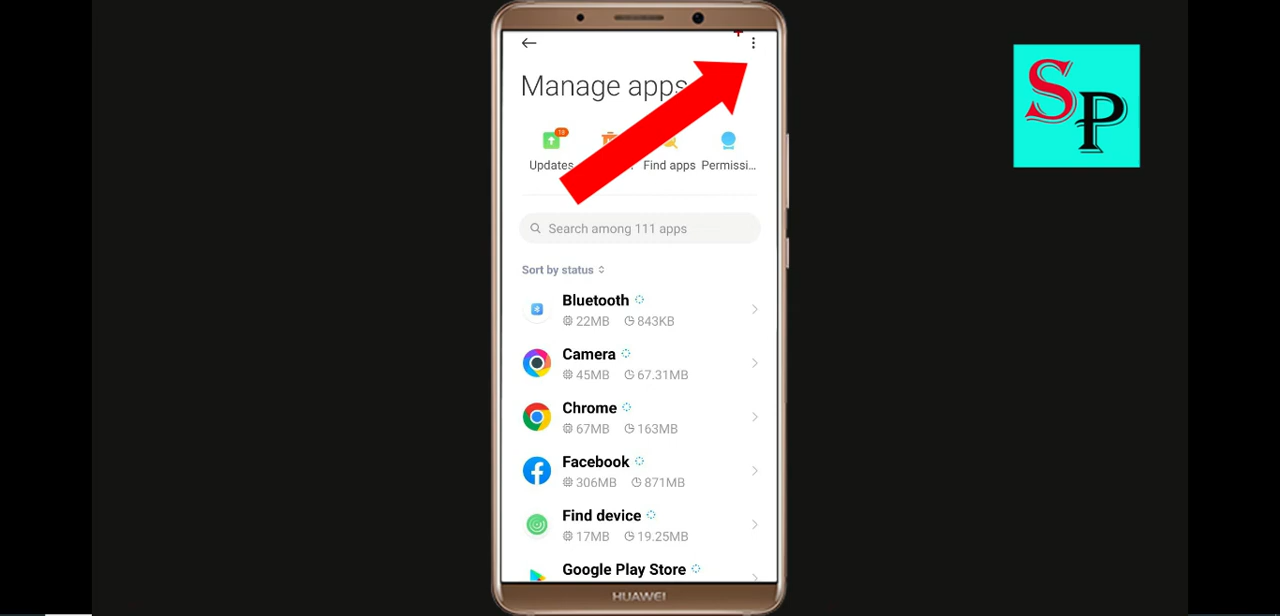 SP
Manage apps
18
Updates
Find apps
Permissi...
Search among 111 apps
Sort by status
Bluetooth
22MB 843KB
Camera
45MB 67.31MB
Chrome
67MB 163MB
Facebook
306MB 871MB
Find device
17MB 19.25MB
Google Play Store
HUAWEI